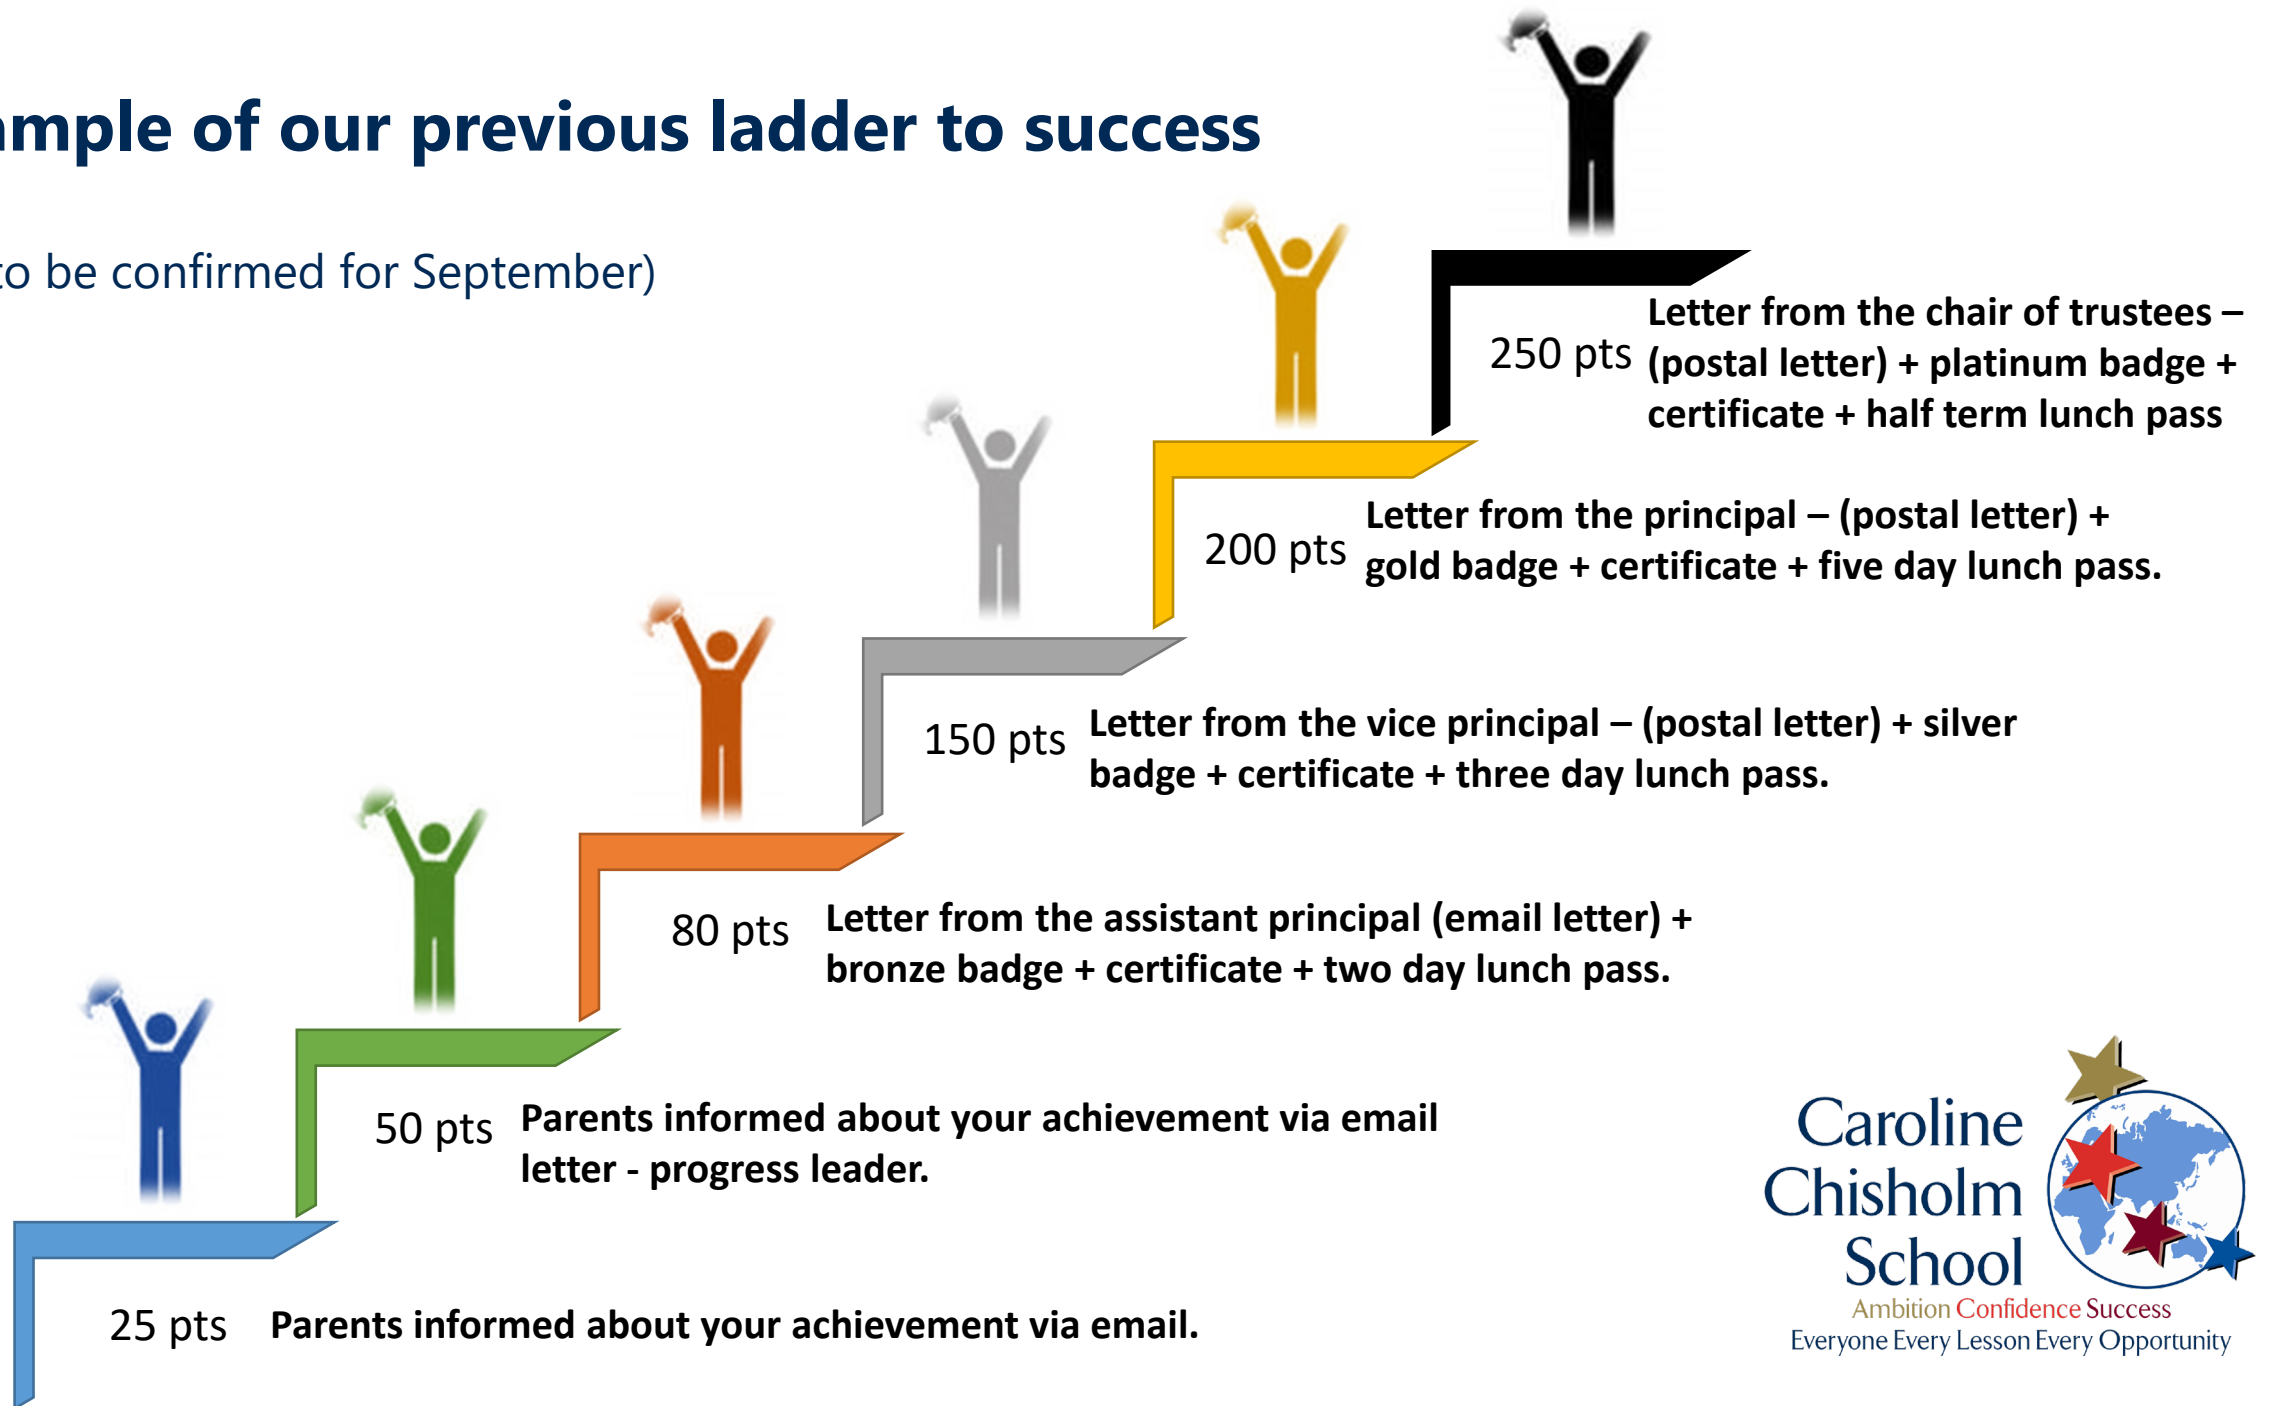 ample of our previous ladder to success
to be confirmed for September)
250 pts
Letter from the chair of trustees –
(postal letter) + platinum badge +
certificate + half term lunch pass
200 pts
Letter from the principal – (postal letter) +
gold badge + certificate + five day lunch pass.
150 pts
Letter from the vice principal – (postal letter) + silver
badge + certificate + three day lunch pass.
80 pts
Letter from the assistant principal (email letter) +
bronze badge + certificate + two day lunch pass.
50 pts
Parents informed about your achievement via email
letter - progress leader.
25 pts
Parents informed about your achievement via email.
Caroline
Chisholm
School
Ambition Confidence Success
Everyone Every Lesson Every Opportunity